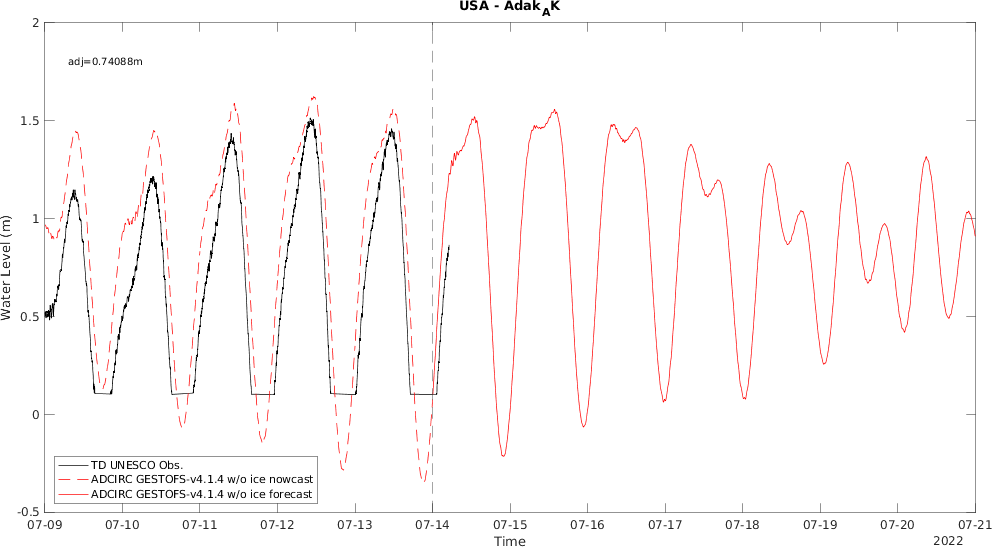 USA - Adak_AK
2
adj=0.74088m
1.5
1
Water Level (m)
0.5
0
TD UNESCO Obs.
ADCIRC GESTOFS-v4.1.4 w/o ice nowcast
ADCIRC GESTOFS-v4.1.4 w/o ice forecast
-0.5
07-09 07-10 07-11 07-12 07-13 07-14 07-15 07-16 07-17 07-18 07-19 07-20 07-21
Time
2022